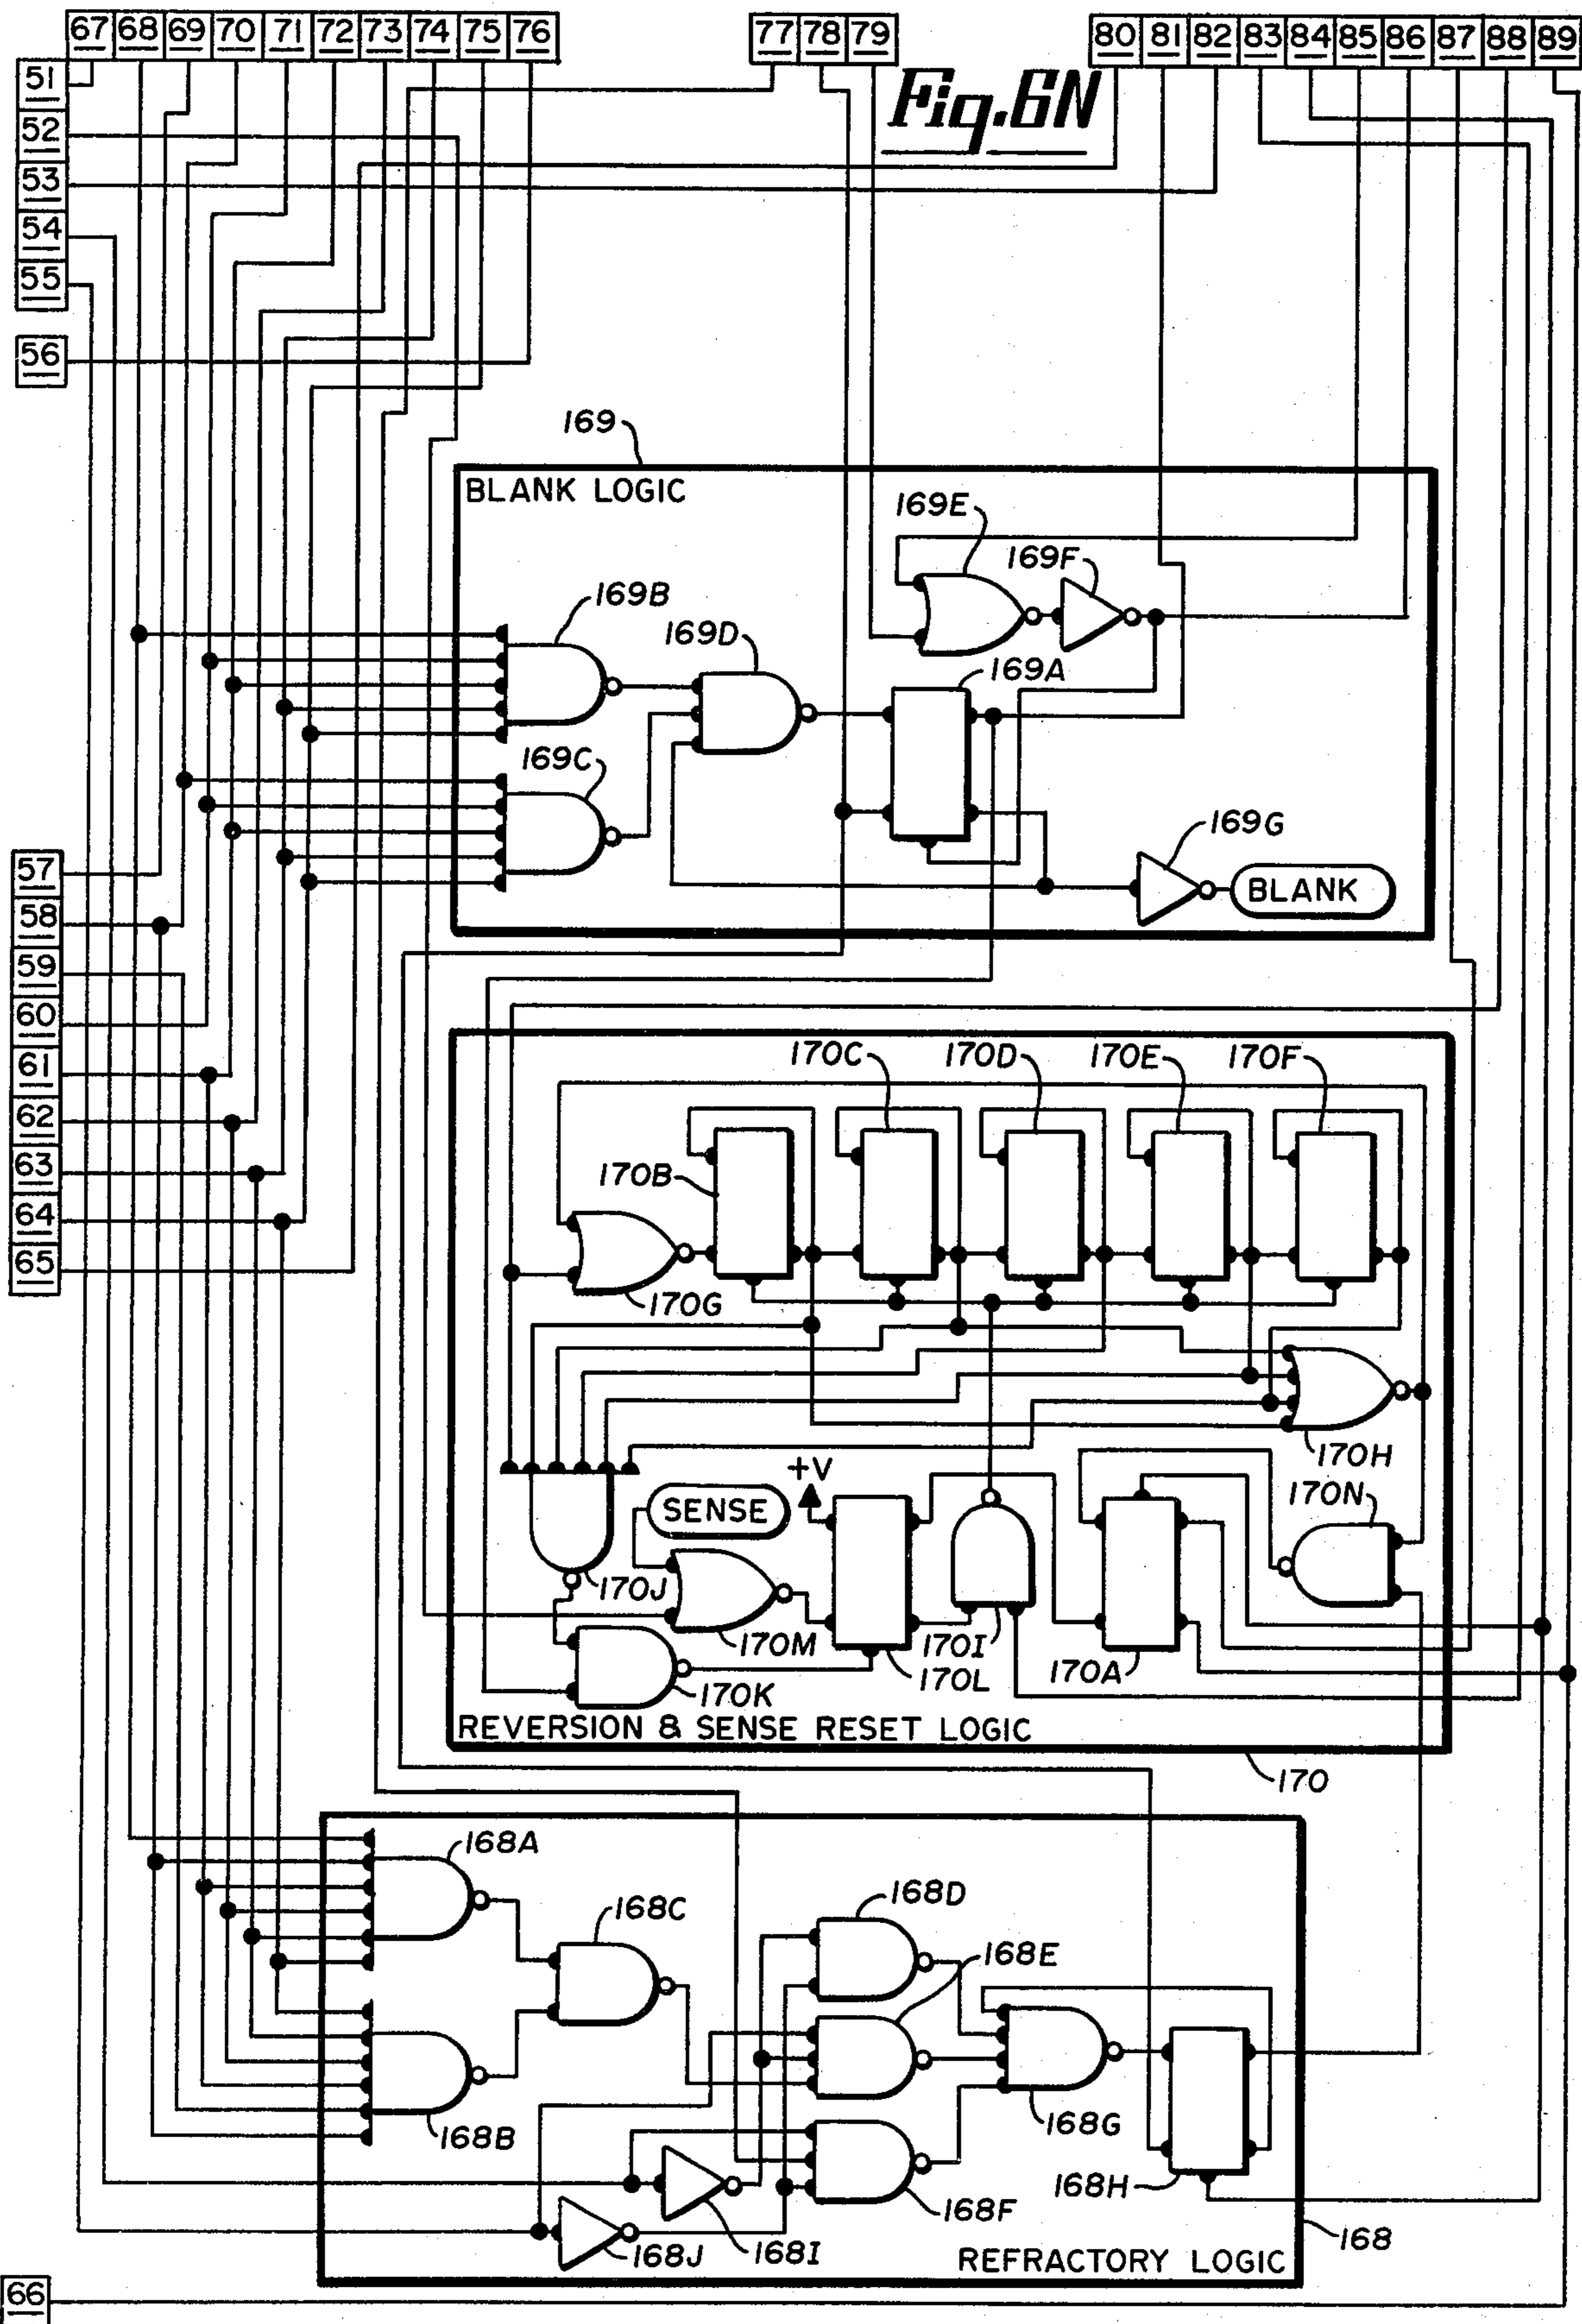 67 68 69 70 71 72 73 74 75 76 77 78 79 80 81 82 83 84 85 86 87 88 89
Fig. 6N
51
52
53
54
55
56
169
BLANK LOGIC
169E
169F
169B
169D
169A
169C
169G
BLANK
57
58
59
60
61
62
63
64
65
170C 170D 170E 170F
170B
170G
170H
+V
170N
SENSE
170J
170M 170I
170L 170A
170K
REVERSION & SENSE RESET LOGIC
170
168A
168D
168C
168E
168B
168G
168H
168F
168J 168I
168
REFRACTORY LOGIC
66